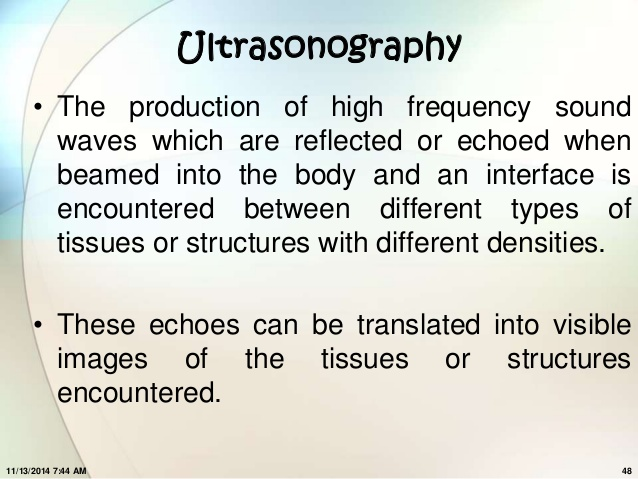 Ultrasonography
• The production of high frequency sound
waves which are reflected or echoed when
beamed into the body and an interface is
encountered between different types of
tissues or structures with different densities.
• These echoes can be translated into visible
images of the tissues or structures
encountered.
11/13/2014 7:44 AM
48